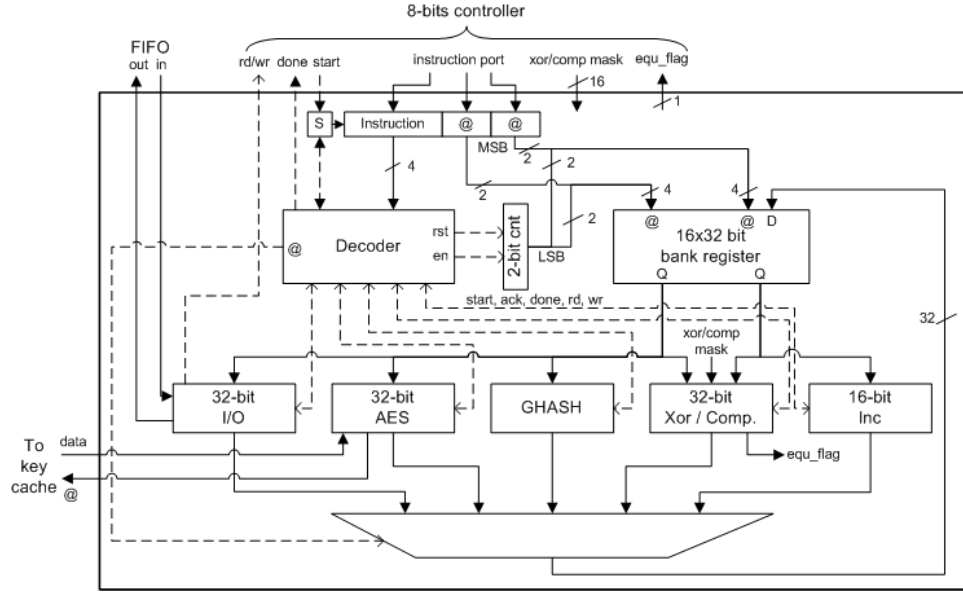 8-bits controller
FIFO
out in
rd/wr
done start
instruction port
xor/comp mask
equ_flag
16
1
S
Instruction
@
@
MSB
2
2
4
2
4
4
2
@
Decoder
rst
en
2-bit cnt
LSB
@
@ D
16x32 bit
bank register
Q
Q
start, ack, done, rd, wr
32
xor/comp
mask
32-bit
I/O
32-bit
AES
GHASH
32-bit
Xor / Comp.
16-bit
Inc
To
key
cache
data
@
equ_flag